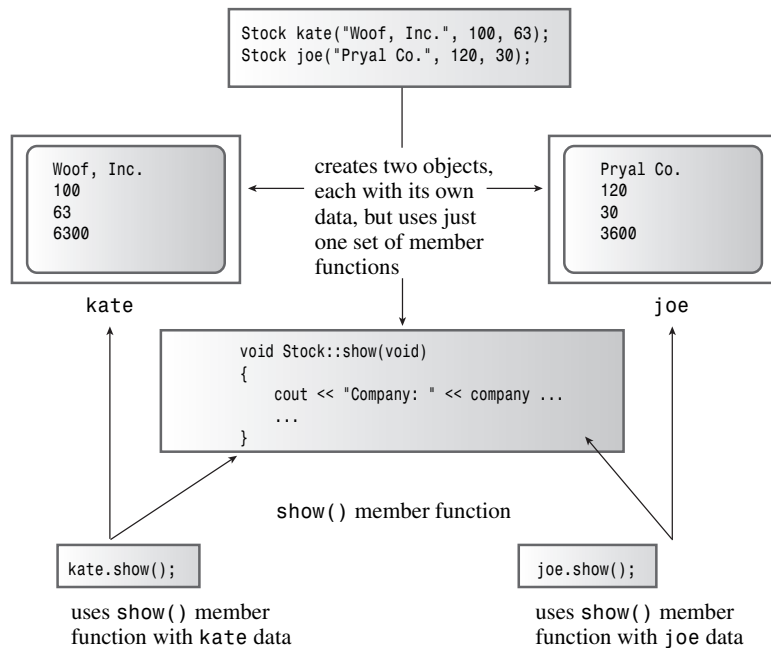 Stock kate("Woof, Inc.", 100, 63);
Stock joe("Pryal Co.", 120, 30);
Woof, Inc.
100
63
6300
kate
creates two objects,
each with its own
data, but uses just
one set of member
functions
Pryal Co.
120
30
3600
joe
void Stock::show(void)
{
cout << "Company: " << company ...
...
}
show() member function
kate.show();
uses show() member
function with kate data
joe.show();
uses show() member
function with joe data